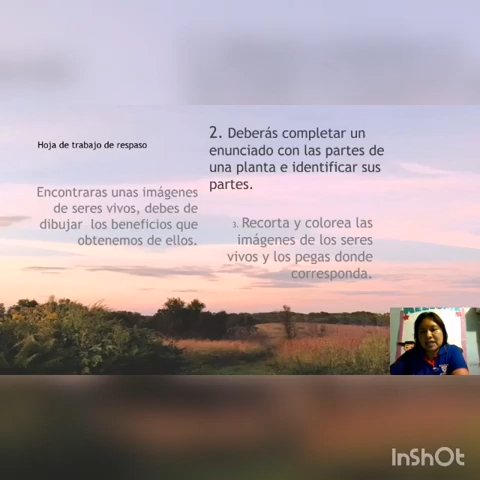 Hoja de trabajo de respaso
Encontraras unas imágenes
de seres vivos, debes de
dibujar los beneficios que
obtenemos de ellos.
2. Deberás completar un
enunciado con las partes de
una planta e identificar sus
partes.
3. Recorta y colorea las
imágenes de los seres
vivos y los pegas donde
corresponda.
InShOt